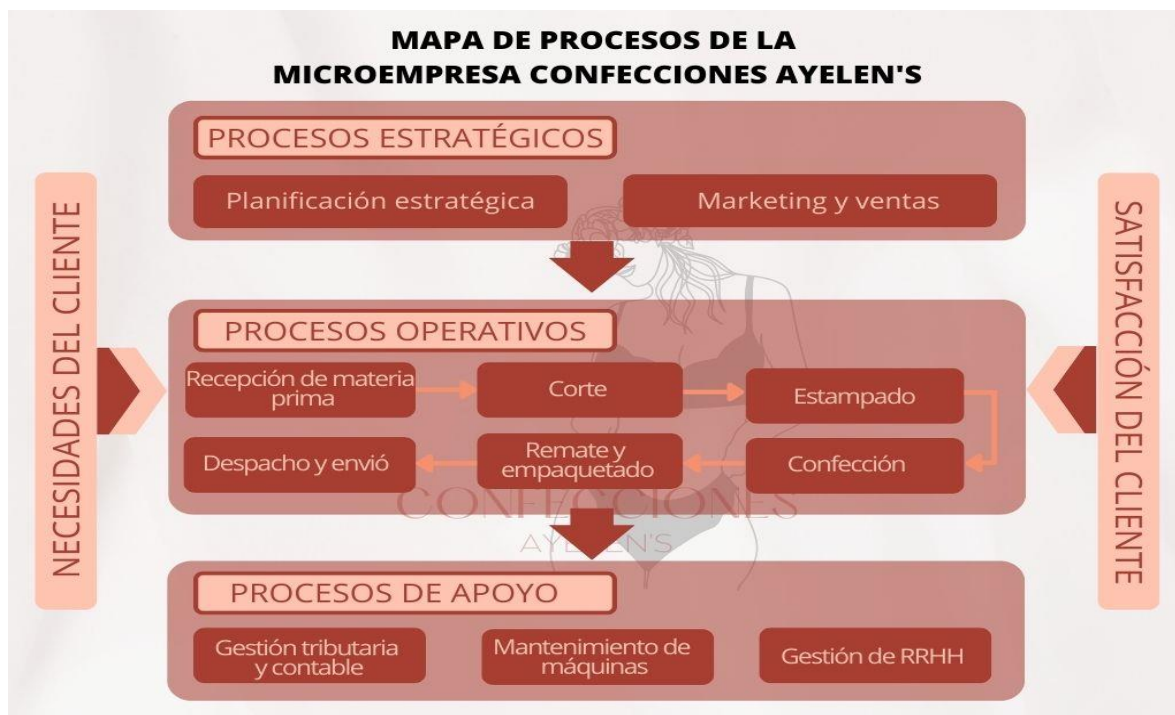 MAPA DE PROCESOS DE LA
MICROEMPRESA CONFECCIONES AYELEN'S
NECESIDADES DEL CLIENTE
PROCESOS ESTRATÉGICOS
Planificación estratégica
Marketing y ventas
PROCESOS OPERATIVOS
Recepción de materia
prima
Corte
Estampado
Despacho y envió
Remate y
empaquetado
Confección
CONFECCIONES
AYELEN'S
PROCESOS DE APOYO
Gestión tributaria
y contable
Mantenimiento de
máquinas
Gestión de RRHH
SATISFACCIÓN DEL CLIENTE